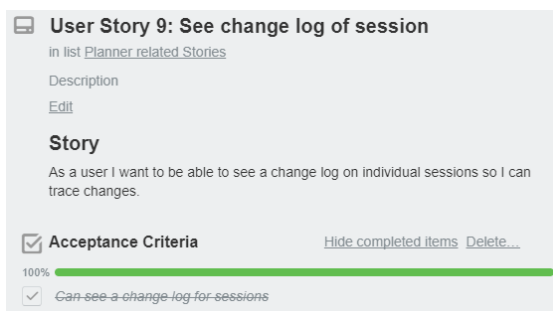 User Story 9: See change log of session
in list Planner related Stories
Description
Edit
Story
As a user I want to be able to see a change log on individual sessions so I can
trace changes.
Acceptance Criteria Hide completed items Delete...
100%
Can see a change log for sessions